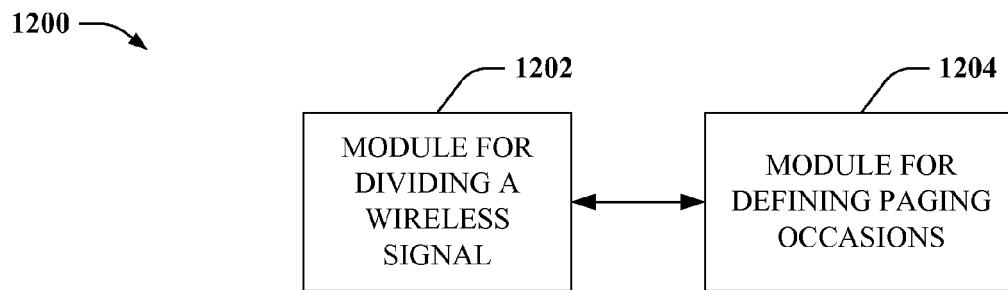 1200
1202
1204
MODULE FOR
DIVIDING A
WIRELESS
SIGNAL
MODULE FOR
DEFINING PAGING
OCCASIONS